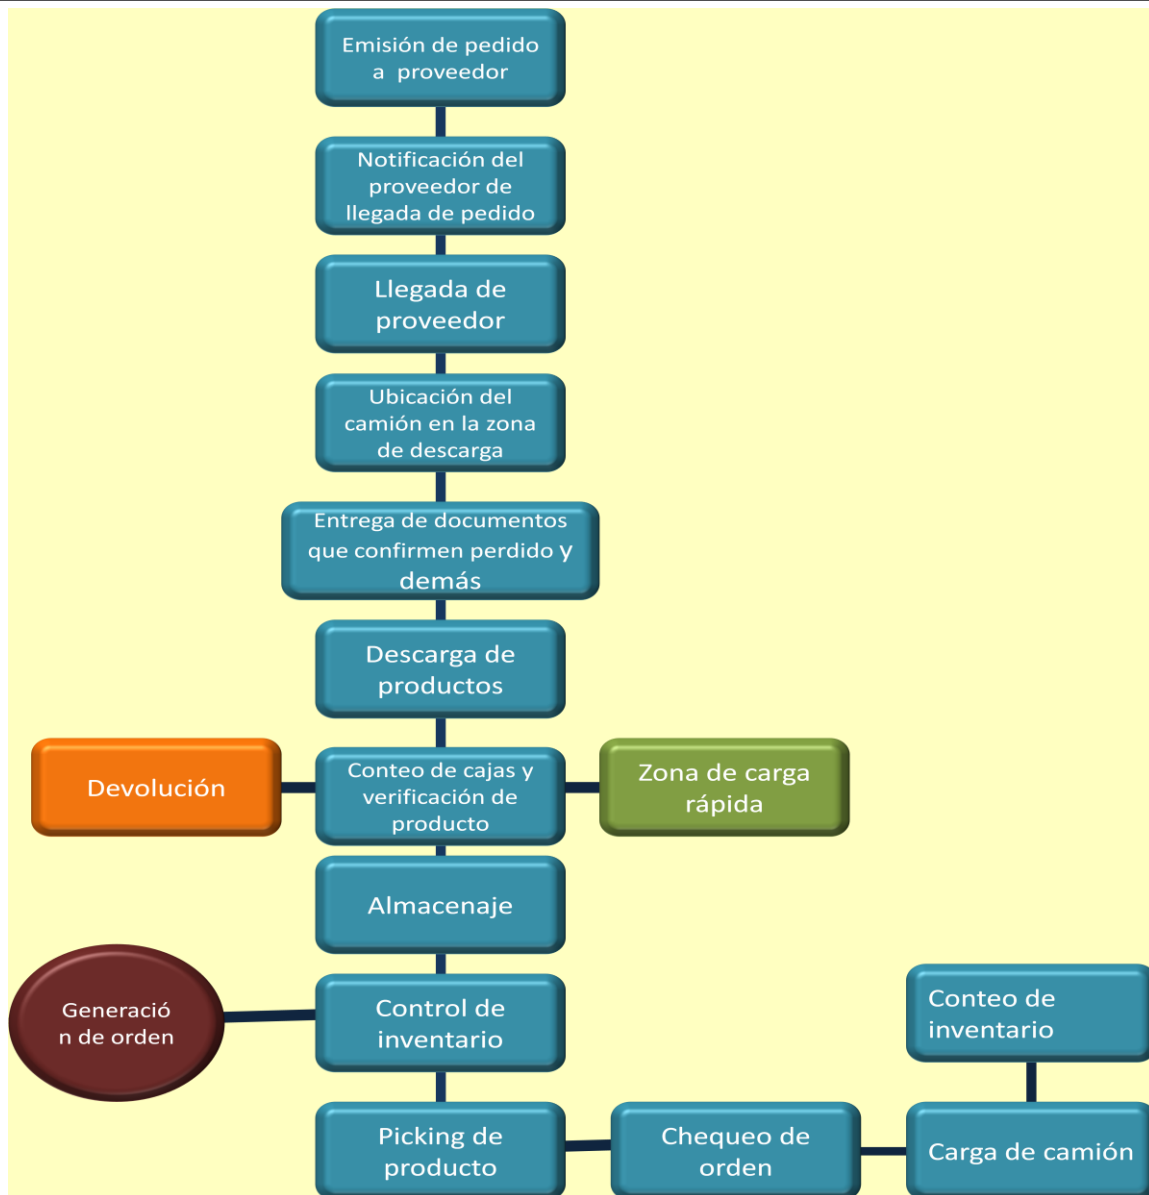 Emisión de pedido
a proveedor
Notificación del
proveedor de
llegada de pedido
Llegada de
proveedor
Ubicación del
camión en la zona
de descarga
Entrega de documentos
que confirmen perdido y
demás
Descarga de
productos
Devolución
Conteo de cajas y
verificación de
producto
Zona de carga
rápida
Almacenaje
Generació
n de orden
Control de
inventario
Conteo de
inventario
Picking de
producto
Chequeo de
orden
Carga de camión